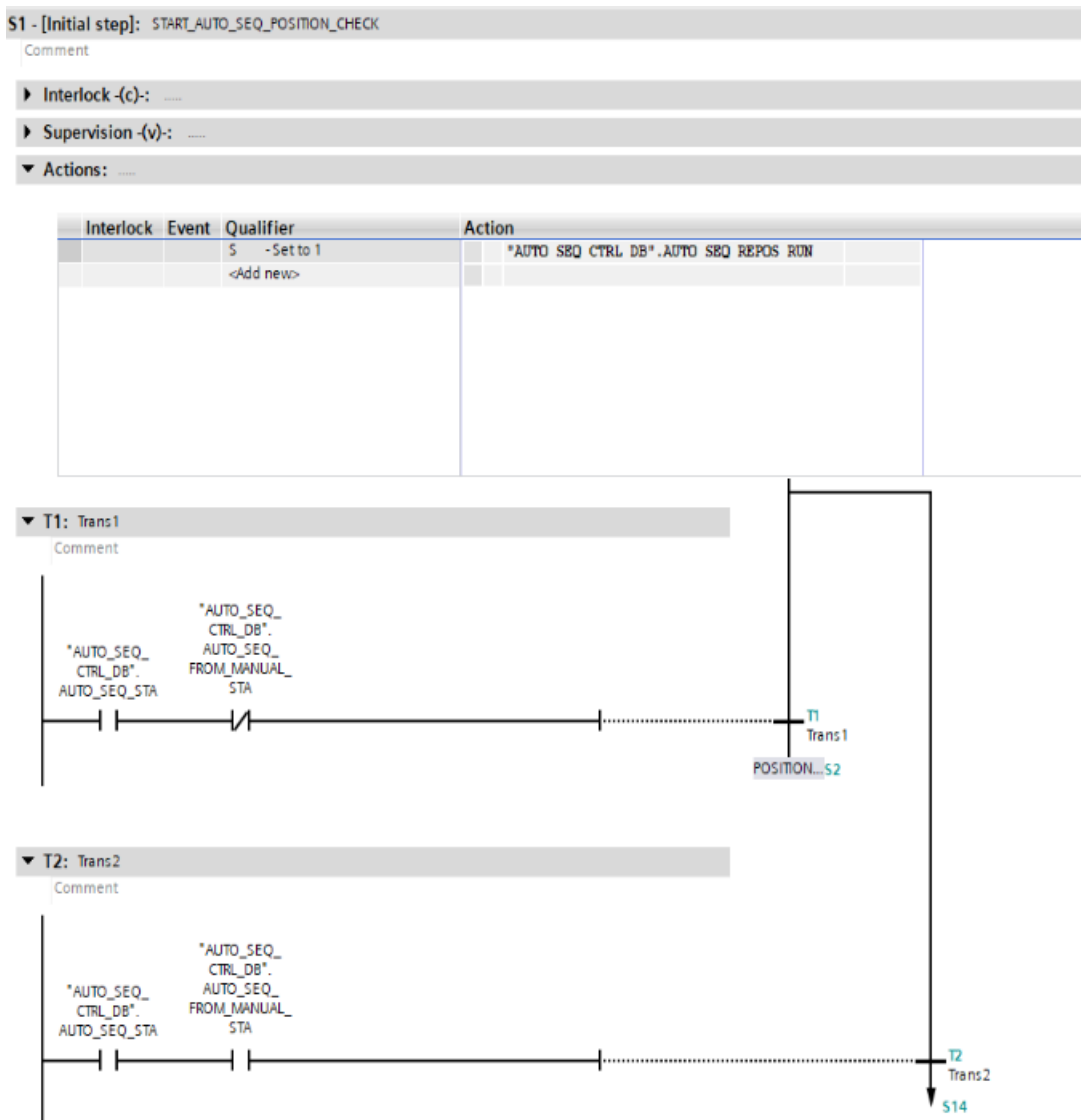 S1 - [Initial step]: START_AUTO_SEQ_POSITION_CHECK
Comment
Interlock -(c)-: .....
Supervision -(v)-: .....
Actions: .....
Interlock Event Qualifier Action
S - Set to 1 "AUTO SEQ CTRL DB".AUTO SEQ REPOS RUN
<Add new>
T1: Trans1
Comment
"AUTO_SEQ_
CTRL_DB".
AUTO_SEQ_STA
"AUTO_SEQ_
CTRL_DB".
AUTO_SEQ_
FROM_MANUAL_
STA
T1
Trans1
POSITION... S2
T2: Trans2
Comment
"AUTO_SEQ_
CTRL_DB".
AUTO_SEQ_STA
"AUTO_SEQ_
CTRL_DB".
AUTO_SEQ_
FROM_MANUAL_
STA
T2
Trans2
S14